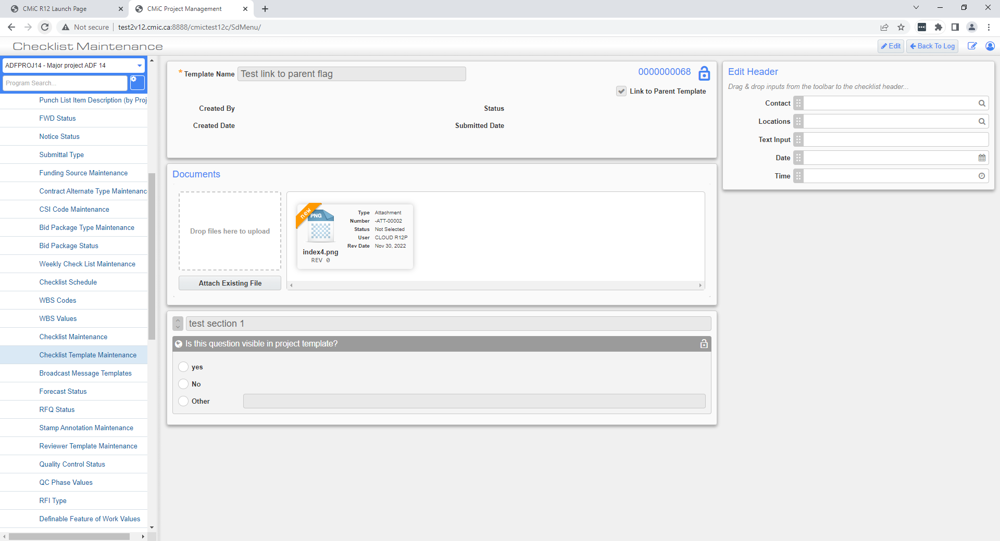 CMiC R12 Launch Page
CMiC Project Management
Not secure
test2v12.cmic.ca:8888/cmictest12c/SdMenu/
Checklist Maintenance
Edit
Back To Log
ADFPROJ14 - Major project ADF 14
Program Search...
Punch List Item Description (by Proj
FWD Status
Notice Status
Submittal Type
Funding Source Maintenance
Contract Alternate Type Maintenanc
CSI Code Maintenance
Bid Package Type Maintenance
Bid Package Status
Weekly Check List Maintenance
Checklist Schedule
WBS Codes
WBS Values
Checklist Maintenance
Checklist Template Maintenance
Broadcast Message Templates
Forecast Status
RFQ Status
Stamp Annotation Maintenance
Reviewer Template Maintenance
Quality Control Status
QC Phase Values
RFI Type
Definable Feature of Work Values
* Template Name Test link to parent flag
0000000068
Link to Parent Template
Created By
Status
Created Date
Submitted Date
Documents
Drop files here to upload
Attach Existing File
new
PNG
index4.png
REV 0
Type Attachment
Number -ATT-00002
Status Not Selected
User CLOUD R12P
Rev Date Nov 30, 2022
test section 1
Is this question visible in project template?
yes
No
Other
Edit Header
Drag & drop inputs from the toolbar to the checklist header...
Contact
Locations
Text Input
Date
Time